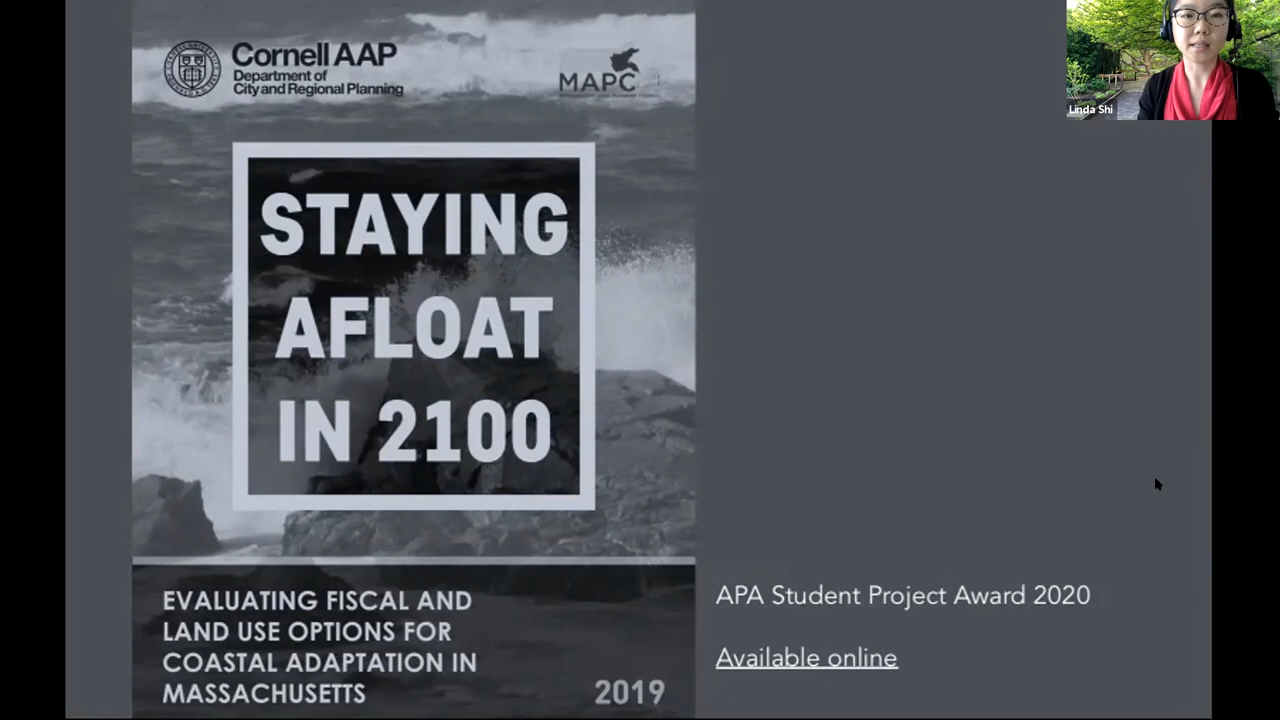 Cornell AAP
Department of
City and Regional Planning
MAPC
STAYING
AFLOAT
IN 2100
EVALUATING FISCAL AND
LAND USE OPTIONS FOR
COASTAL ADAPTATION IN
MASSACHUSETTS
2019
APA Student Project Award 2020
Available online
Linda Shi